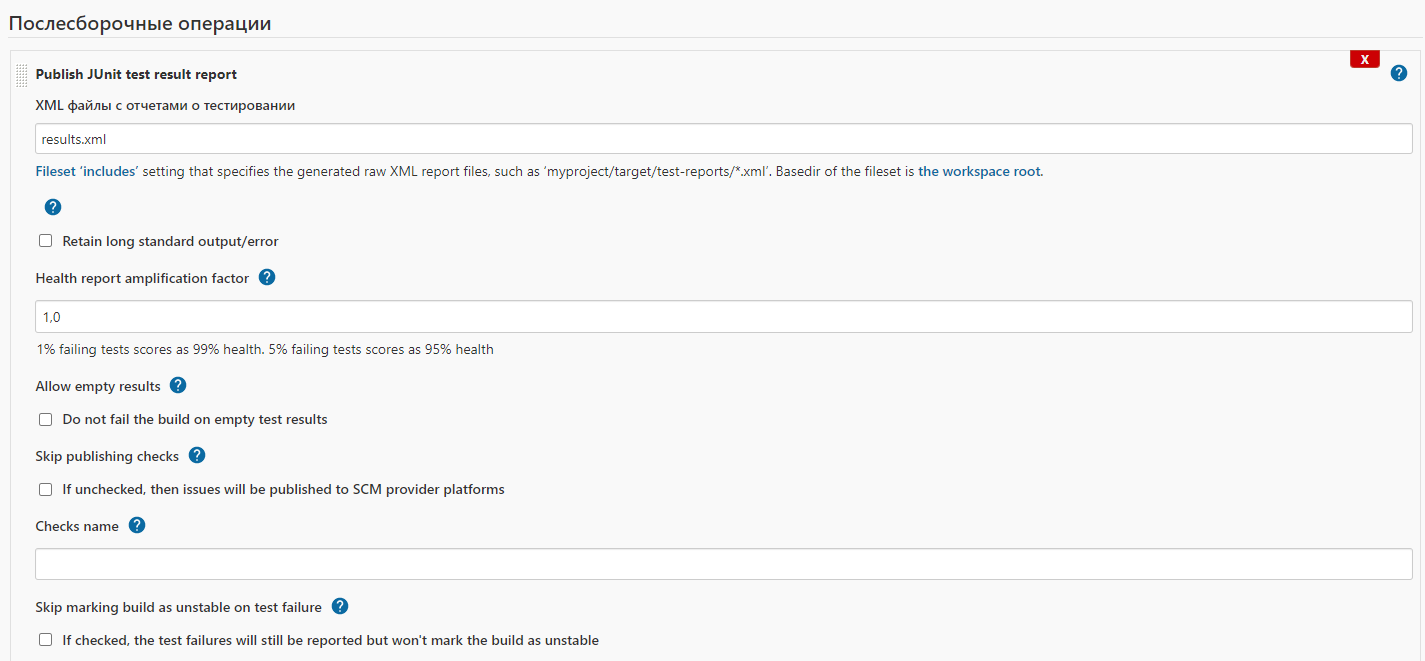 Послесборочные операции
X
Publish JUnit test result report
?
XML файлы с отчетами о тестировании
results.xml
Fileset ‘includes’ setting that specifies the generated raw XML report files, such as ‘myproject/target/test-reports/*.xml’. Basedir of the fileset is the workspace root.
?
Retain long standard output/error
Health report amplification factor ?
1,0
1% failing tests scores as 99% health. 5% failing tests scores as 95% health
Allow empty results ?
Do not fail the build on empty test results
Skip publishing checks ?
If unchecked, then issues will be published to SCM provider platforms
Checks name ?
Skip marking build as unstable on test failure ?
If checked, the test failures will still be reported but won't mark the build as unstable